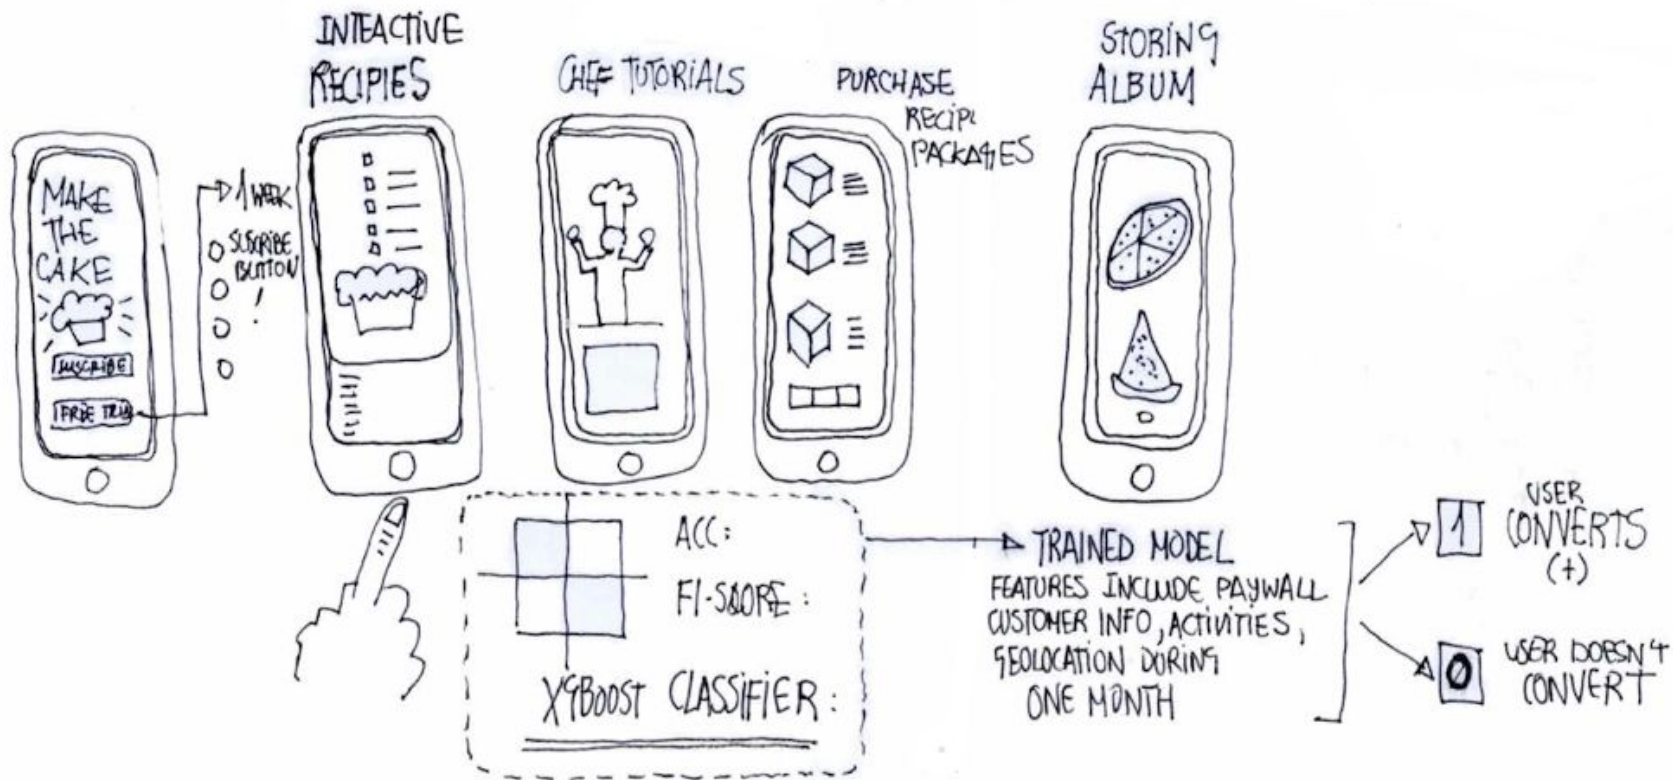 MAKE
THE
CAKE
SUSCRIBE
FREE TRIAL
1 WEEK
SUSCRIBE
BUTTON
!
INTEACTIVE
RECIPIES
CHEF TUTORIALS
PURCHASE
RECIPE
PACKAGES
STORING
ALBUM
ACC:
F1-SCORE:
XGBOOST CLASSIFIER:
TRAINED MODEL
FEATURES INCLUDE PAYWALL
CUSTOMER INFO, ACTIVITIES,
GEOLOCATION DURING
ONE MONTH
1
USER
CONVERTS
(+)
0
USER DOESN'T
CONVERT